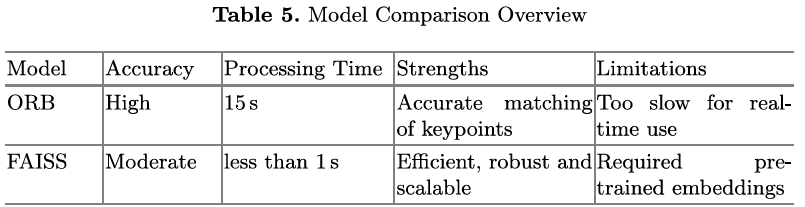 Table 5. Model Comparison Overview
Model Accuracy Processing Time Strengths Limitations
ORB High 15 s Accurate matching Too slow for real-
of keypoints time use
FAISS Moderate less than 1 s Efficient, robust and Required pre-
scalable trained embeddings